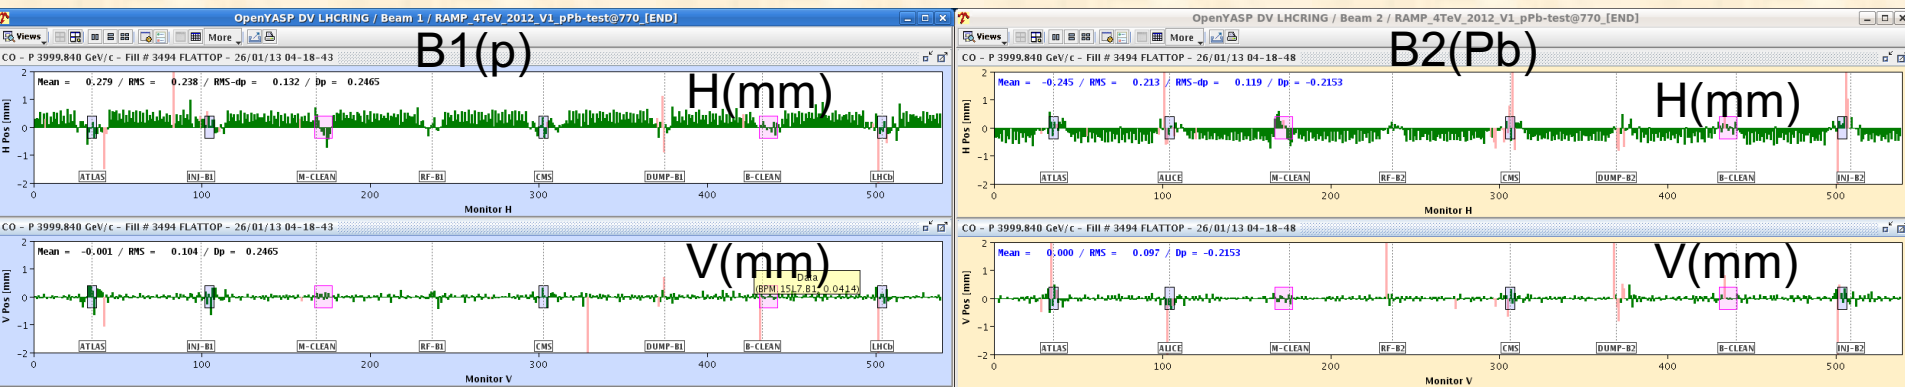 OpenYASP DV LHCRING / Beam 1 / RAMP_4TeV_2012_V1_pPb-test@770_[END]
Views
More
B1(p)
CO - P 3999.840 GeV/c - Fill # 3494 FLATTOP - 26/01/13 04-18-43
Mean = 0.279 / RMS = 0.238 / RMS-dp = 0.132 / Dp = 0.2465
H(mm)
H Pos [mm]
2
1
0
-1
-2
ATLAS INJ-B1 M-CLEAN RF-B1 CMS DUMP-B1 B-CLEAN LHCb
0 100 200 300 400 500
Monitor H
CO - P 3999.840 GeV/c - Fill # 3494 FLATTOP - 26/01/13 04-18-43
Mean = -0.001 / RMS = 0.104 / Dp = 0.2465
V(mm)
Data
(BPM.15L7.B1, 0.0414)
V Pos [mm]
2
1
0
-1
-2
ATLAS INJ-B1 M-CLEAN RF-B1 CMS DUMP-B1 B-CLEAN LHCb
0 100 200 300 400 500
Monitor V
OpenYASP DV LHCRING / Beam 2 / RAMP_4TeV_2012_V1_pPb-test@770_[END]
Views
More
B2(Pb)
CO - P 3999.840 GeV/c - Fill # 3494 FLATTOP - 26/01/13 04-18-48
Mean = -0.245 / RMS = 0.213 / RMS-dp = 0.119 / Dp = -0.2153
H(mm)
H Pos [mm]
2
1
0
-1
-2
ATLAS ALICE M-CLEAN RF-B2 CMS DUMP-B2 B-CLEAN INJ-B2
0 100 200 300 400 500
Monitor H
CO - P 3999.840 GeV/c - Fill # 3494 FLATTOP - 26/01/13 04-18-48
Mean = 0.000 / RMS = 0.097 / Dp = -0.2153
V(mm)
V Pos [mm]
2
1
0
-1
-2
ATLAS ALICE M-CLEAN RF-B2 CMS DUMP-B2 B-CLEAN INJ-B2
0 100 200 300 400 500
Monitor V